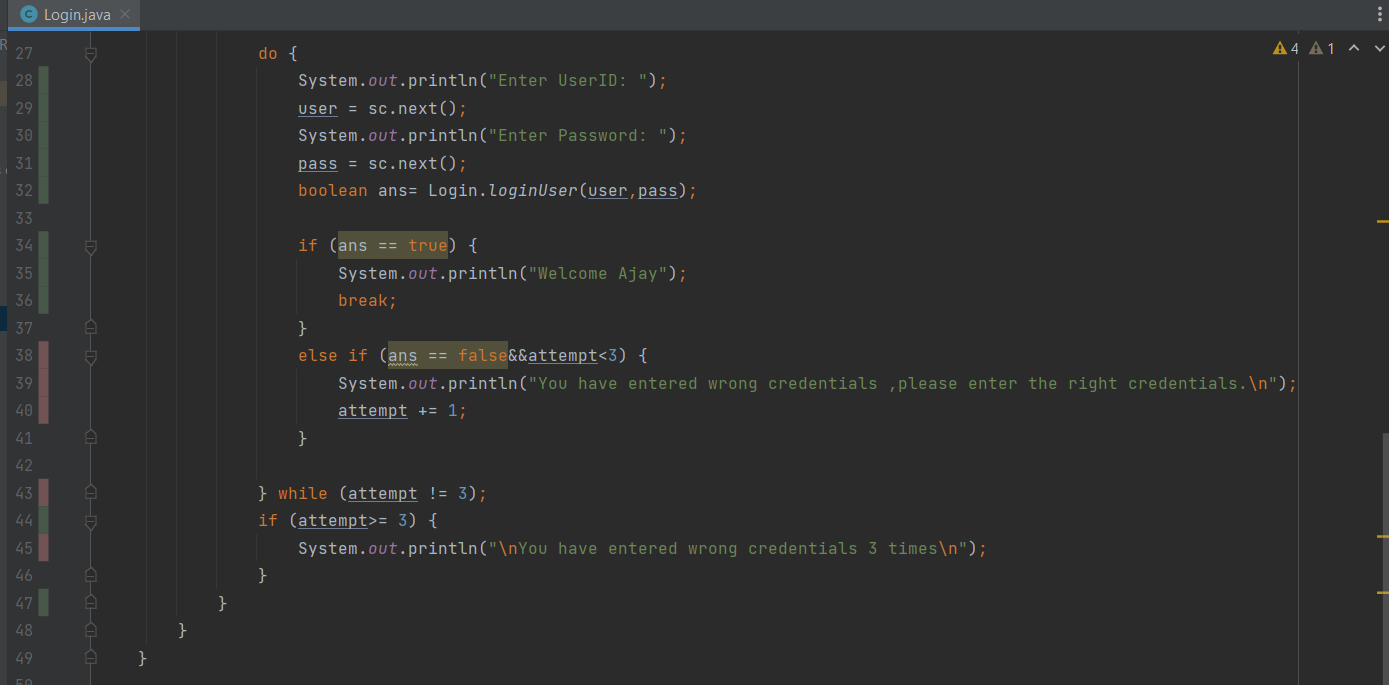 Login.java
4 1
27 do {
28 System.out.println("Enter UserID: ");
29 user = sc.next();
30 System.out.println("Enter Password: ");
31 pass = sc.next();
32 boolean ans= Login.loginUser(user,pass);
33
34 if (ans == true) {
35 System.out.println("Welcome Ajay");
36 break;
37 }
38 else if (ans == false&&attempt<3) {
39 System.out.println("You have entered wrong credentials ,please enter the right credentials.\n");
40 attempt += 1;
41 }
42
43 } while (attempt != 3);
44 if (attempt>= 3) {
45 System.out.println("\nYou have entered wrong credentials 3 times\n");
46 }
47 }
48 }
49 }